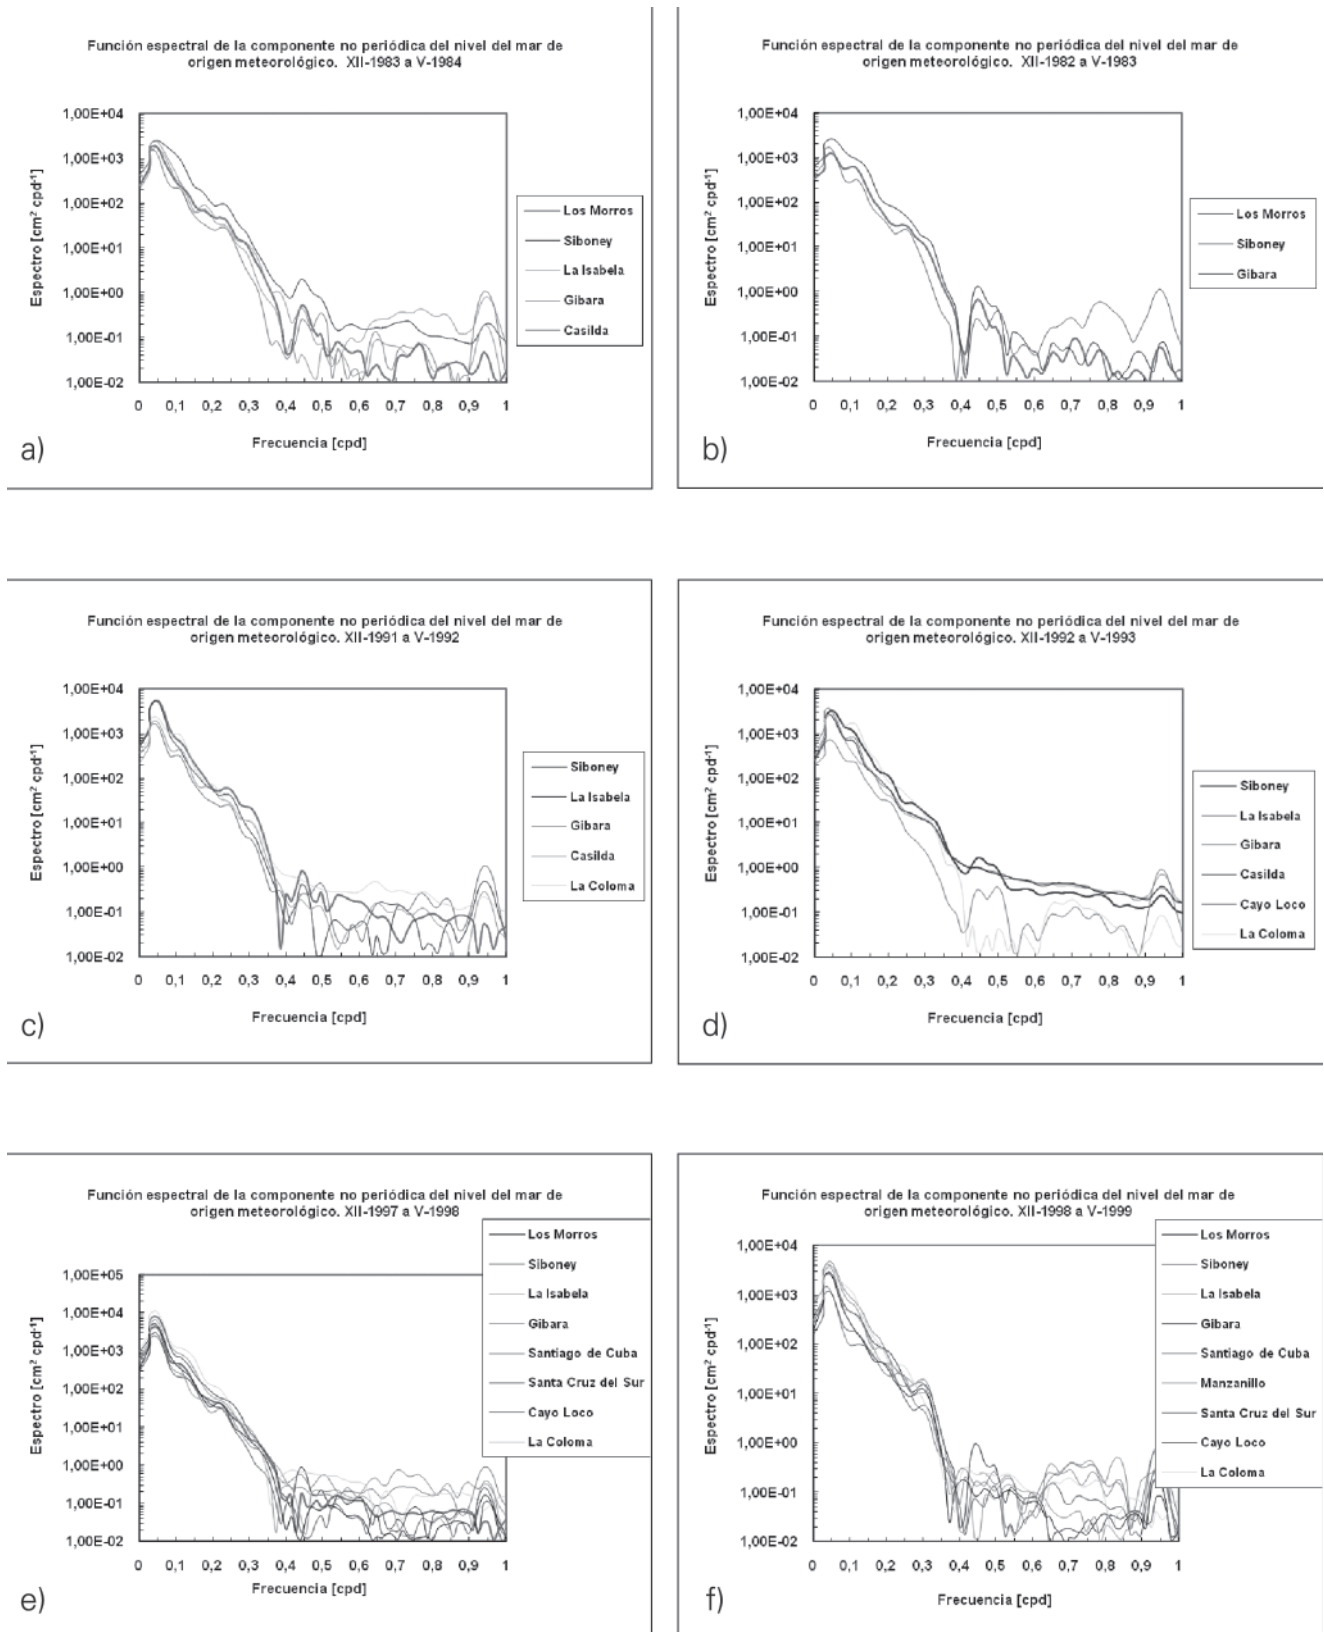 Función espectral de la componente no periódica del nivel del mar de
origen meteorológico. XII-1983 a V-1984
Espectro [cm² cpd⁻¹]
1,00E+04
1,00E+03
1,00E+02
1,00E+01
1,00E+00
1,00E-01
1,00E-02
0 0,1 0,2 0,3 0,4 0,5 0,6 0,7 0,8 0,9 1
Frecuencia [cpd]
Los Morros
Siboney
La Isabela
Gibara
Casilda
a)
Función espectral de la componente no periódica del nivel del mar de
origen meteorológico. XII-1982 a V-1983
Espectro [cm² cpd⁻¹]
1,00E+04
1,00E+03
1,00E+02
1,00E+01
1,00E+00
1,00E-01
1,00E-02
0 0,1 0,2 0,3 0,4 0,5 0,6 0,7 0,8 0,9 1
Frecuencia [cpd]
Los Morros
Siboney
Gibara
b)
Función espectral de la componente no periódica del nivel del mar de
origen meteorológico. XII-1991 a V-1992
Espectro [cm² cpd⁻¹]
1,00E+04
1,00E+03
1,00E+02
1,00E+01
1,00E+00
1,00E-01
1,00E-02
0 0,1 0,2 0,3 0,4 0,5 0,6 0,7 0,8 0,9 1
Frecuencia [cpd]
Siboney
La Isabela
Gibara
Casilda
La Coloma
c)
Función espectral de la componente no periódica del nivel del mar de
origen meteorológico. XII-1992 a V-1993
Espectro [cm² cpd⁻¹]
1,00E+04
1,00E+03
1,00E+02
1,00E+01
1,00E+00
1,00E-01
1,00E-02
0 0,1 0,2 0,3 0,4 0,5 0,6 0,7 0,8 0,9 1
Frecuencia [cpd]
Siboney
La Isabela
Gibara
Casilda
Cayo Loco
La Coloma
d)
Función espectral de la componente no periódica del nivel del mar de
origen meteorológico. XII-1997 a V-1998
Espectro [cm² cpd⁻¹]
1,00E+05
1,00E+04
1,00E+03
1,00E+02
1,00E+01
1,00E+00
1,00E-01
1,00E-02
0 0,1 0,2 0,3 0,4 0,5 0,6 0,7 0,8 0,9 1
Frecuencia [cpd]
Los Morros
Siboney
La Isabela
Gibara
Santiago de Cuba
Santa Cruz del Sur
Cayo Loco
La Coloma
e)
Función espectral de la componente no periódica del nivel del mar de
origen meteorológico. XII-1998 a V-1999
Espectro [cm² cpd⁻¹]
1,00E+04
1,00E+03
1,00E+02
1,00E+01
1,00E+00
1,00E-01
1,00E-02
0 0,1 0,2 0,3 0,4 0,5 0,6 0,7 0,8 0,9 1
Frecuencia [cpd]
Los Morros
Siboney
La Isabela
Gibara
Santiago de Cuba
Manzanillo
Santa Cruz del Sur
Cayo Loco
La Coloma
f)